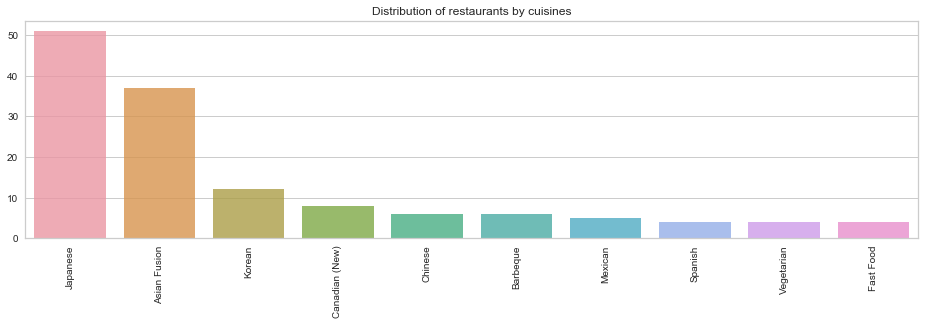 Distribution of restaurants by cuisines
50
40
30
20
10
0
Japanese
Asian Fusion
Korean
Canadian (New)
Chinese
Barbeque
Mexican
Spanish
Vegetarian
Fast Food